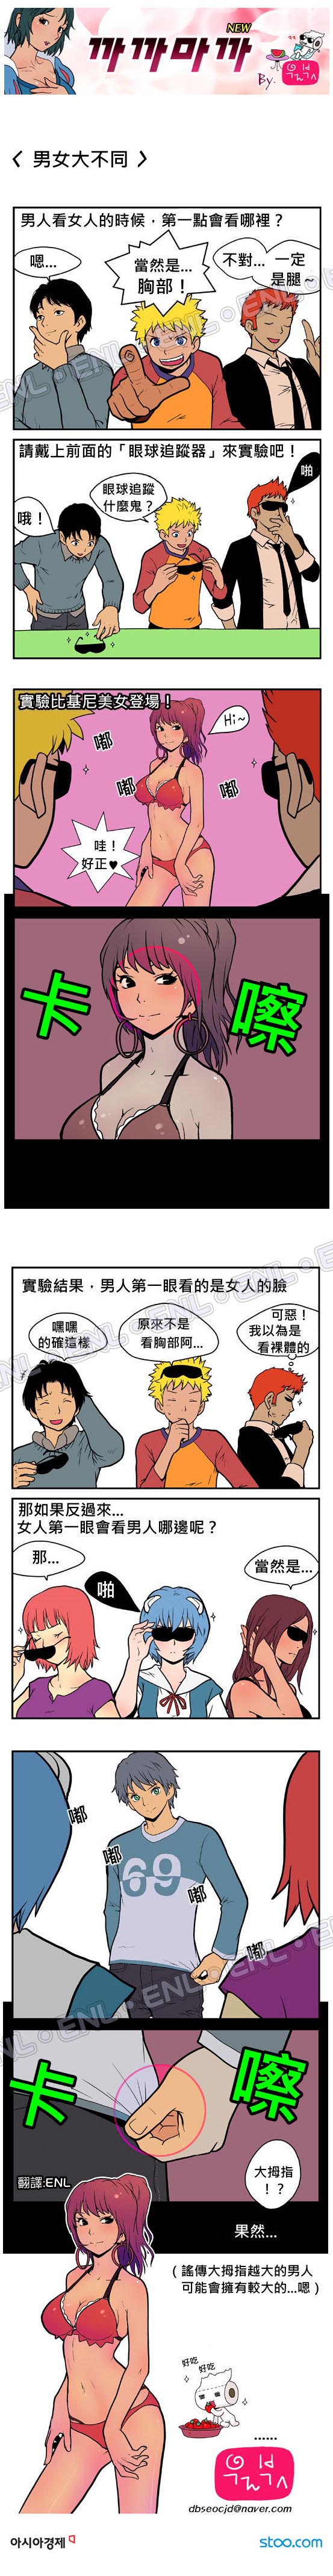 NEW
까까마까
By.
〈 男女大不同 〉
男人看女人的時候，第一點會看哪裡？
嗯...
當然是...
胸部！
不對... 一定
是腿~
請戴上前面的「眼球追蹤器」來實驗吧！
啪
哦！
眼球追蹤
什麼鬼？
實驗比基尼美女登場！
Hi~
嘟
嘟
嘟
哇！
好正♥
卡
嚓
實驗結果，男人第一眼看的是女人的臉
嘿嘿
的確這樣
原來不是
看胸部阿...
可惡！
我以為是
看裸體的
那如果反過來...
女人第一眼會看男人哪邊呢？
那...
啪
當然是...
嘟
嘟
69
嘟
嘟
卡
嚓
翻譯:ENL
大拇指
！？
果然...
（謠傳大拇指越大的男人
可能會擁有較大的...嗯）
好吃
好吃
......
dbseocjd@naver.com
아시아경제
stoo.com
ENL